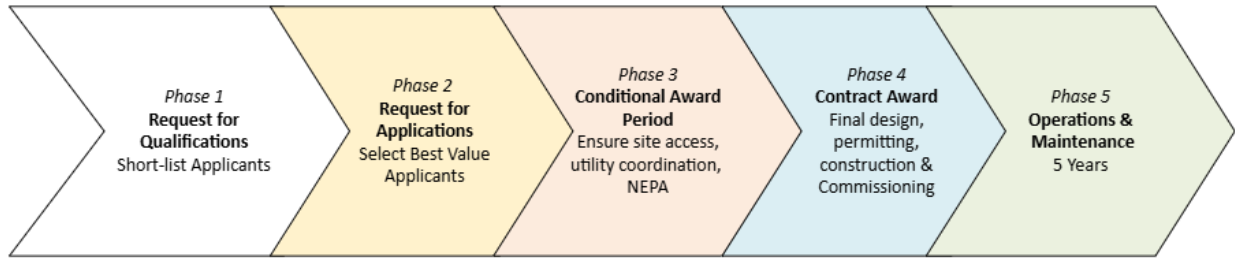 Phase 1
Request for
Qualifications
Short-list Applicants
Phase 2
Request for
Applications
Select Best Value
Applicants
Phase 3
Conditional Award
Period
Ensure site access,
utility coordination,
NEPA
Phase 4
Contract Award
Final design,
permitting,
construction &
Commissioning
Phase 5
Operations &
Maintenance
5 Years